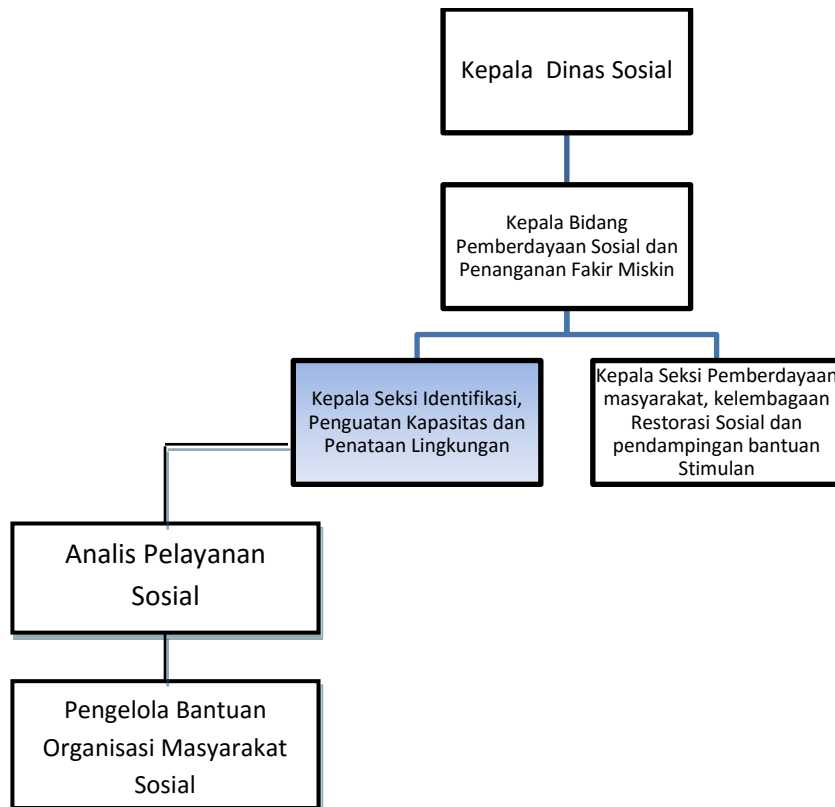 Kepala Dinas Sosial
Kepala Bidang
Pemberdayaan Sosial dan
Penanganan Fakir Miskin
Kepala Seksi Identifikasi,
Penguatan Kapasitas dan
Penataan Lingkungan
Kepala Seksi Pemberdayaan
masyarakat, kelembagaan
Restorasi Sosial dan
pendampingan bantuan
Stimulan
Analis Pelayanan
Sosial
Pengelola Bantuan
Organisasi Masyarakat
Sosial